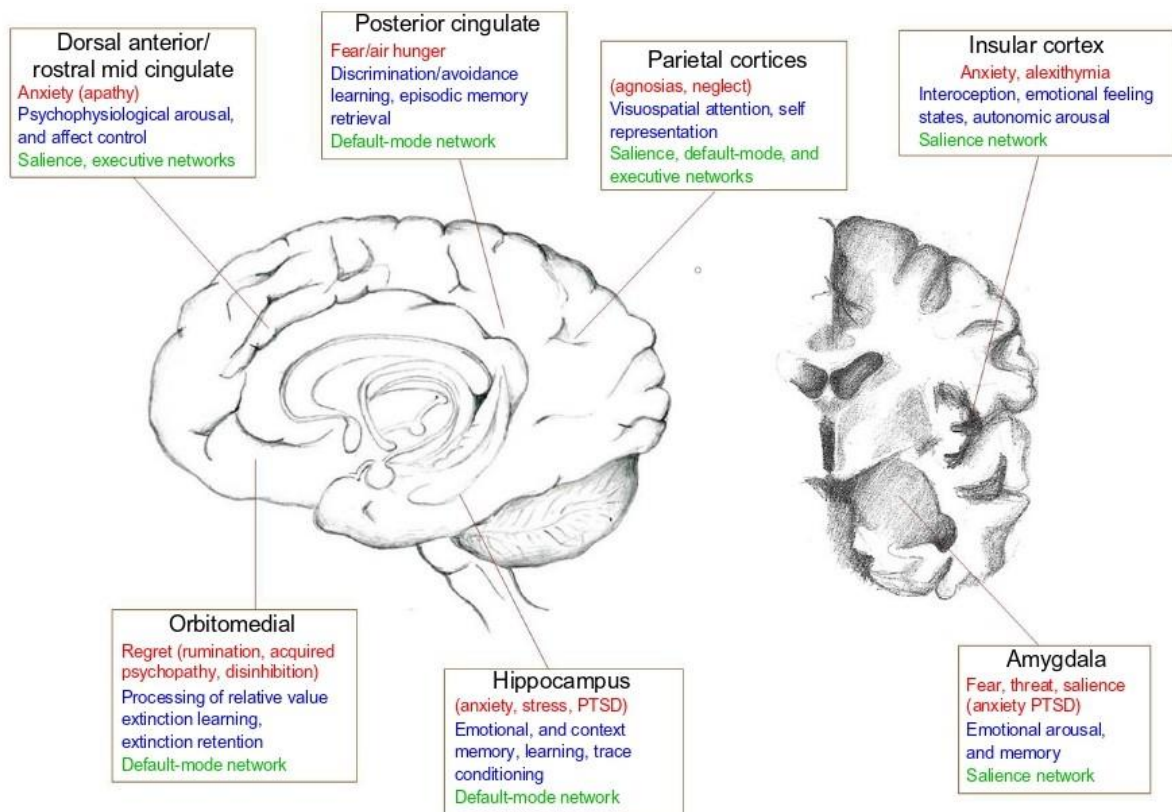 Dorsal anterior/
rostral mid cingulate
Anxiety (apathy)
Psychophysiological arousal,
and affect control
Salience, executive networks
Posterior cingulate
Fear/air hunger
Discrimination/avoidance
learning, episodic memory
retrieval
Default-mode network
Parietal cortices
(agnosias, neglect)
Visuospatial attention, self
representation
Salience, default-mode, and
executive networks
Insular cortex
Anxiety, alexithymia
Interoception, emotional feeling
states, autonomic arousal
Salience network
Orbitomedial
Regret (rumination, acquired
psychopathy, disinhibition)
Processing of relative value
extinction learning,
extinction retention
Default-mode network
Hippocampus
(anxiety, stress, PTSD)
Emotional, and context
memory, learning, trace
conditioning
Default-mode network
Amygdala
Fear, threat, salience
(anxiety PTSD)
Emotional arousal,
and memory
Salience network